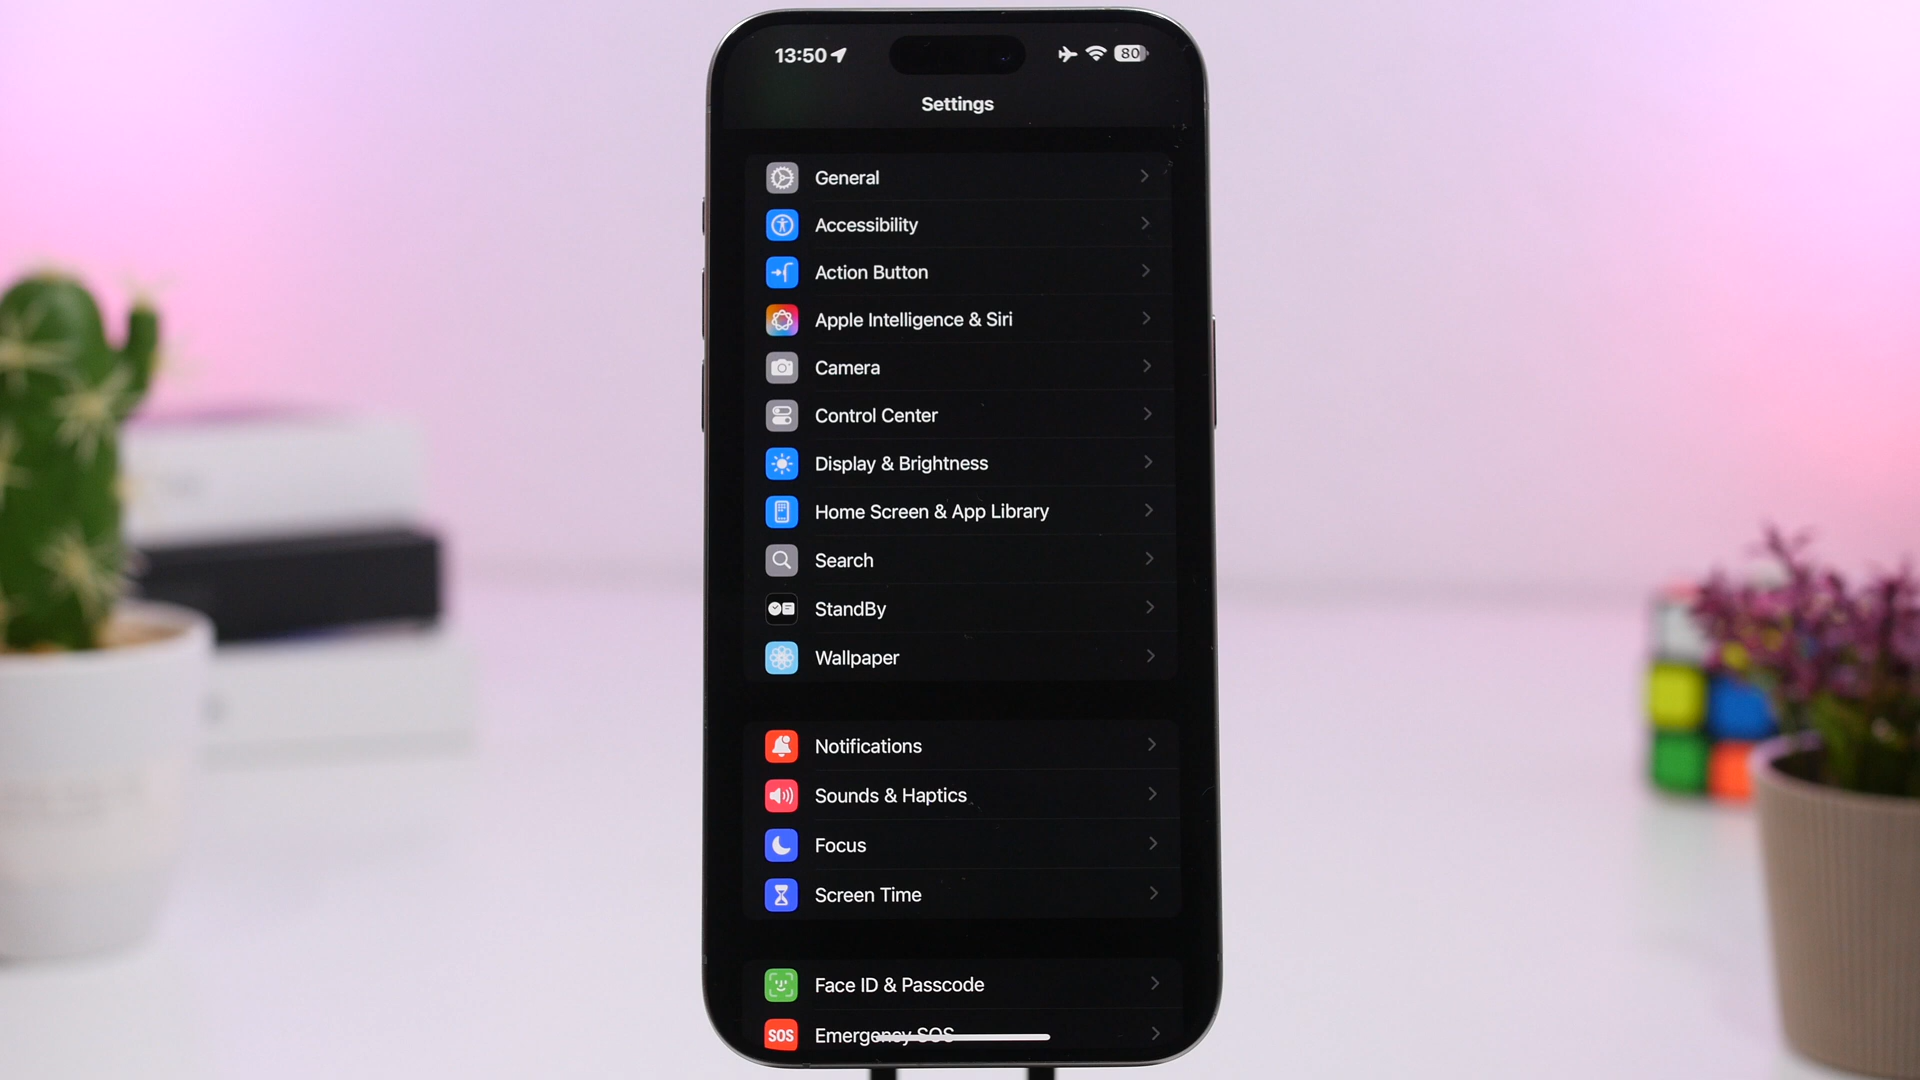 13:50
80
Settings
General
Accessibility
Action Button
Apple Intelligence & Siri
Camera
Control Center
Display & Brightness
Home Screen & App Library
Search
StandBy
Wallpaper
Notifications
Sounds & Haptics
Focus
Screen Time
Face ID & Passcode
SOS Emergency SOS